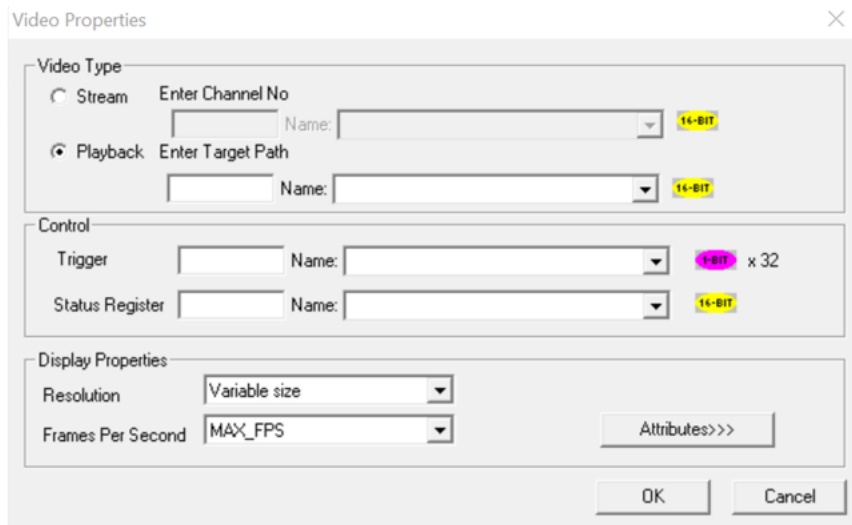 Video Properties
Video Type
Stream Enter Channel No
Name: 16-BIT
Playback Enter Target Path
Name: 16-BIT
Control
Trigger Name: 1-BIT x 32
Status Register Name: 16-BIT
Display Properties
Resolution Variable size
Frames Per Second MAX_FPS Attributes>>>
OK Cancel